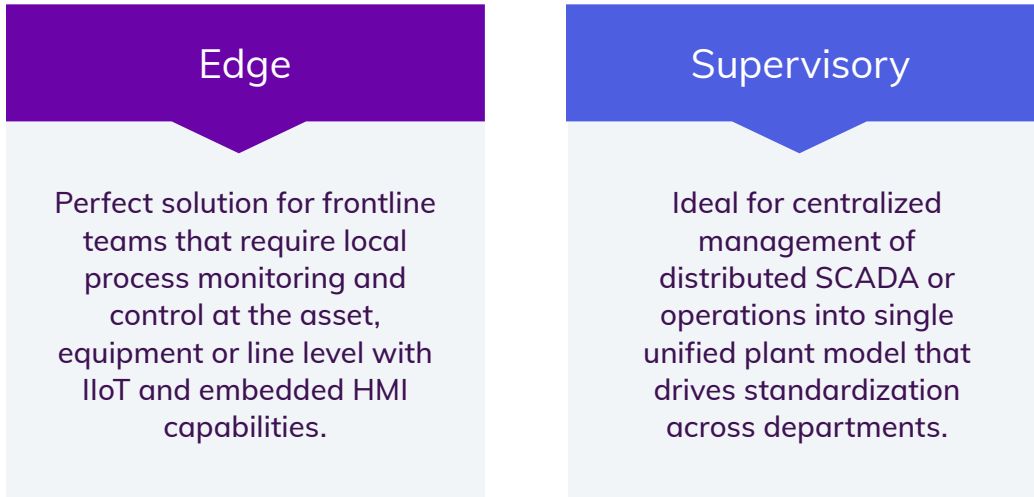 Edge
Perfect solution for frontline
teams that require local
process monitoring and
control at the asset,
equipment or line level with
IIoT and embedded HMI
capabilities.
Supervisory
Ideal for centralized
management of
distributed SCADA or
operations into single
unified plant model that
drives standardization
across departments.